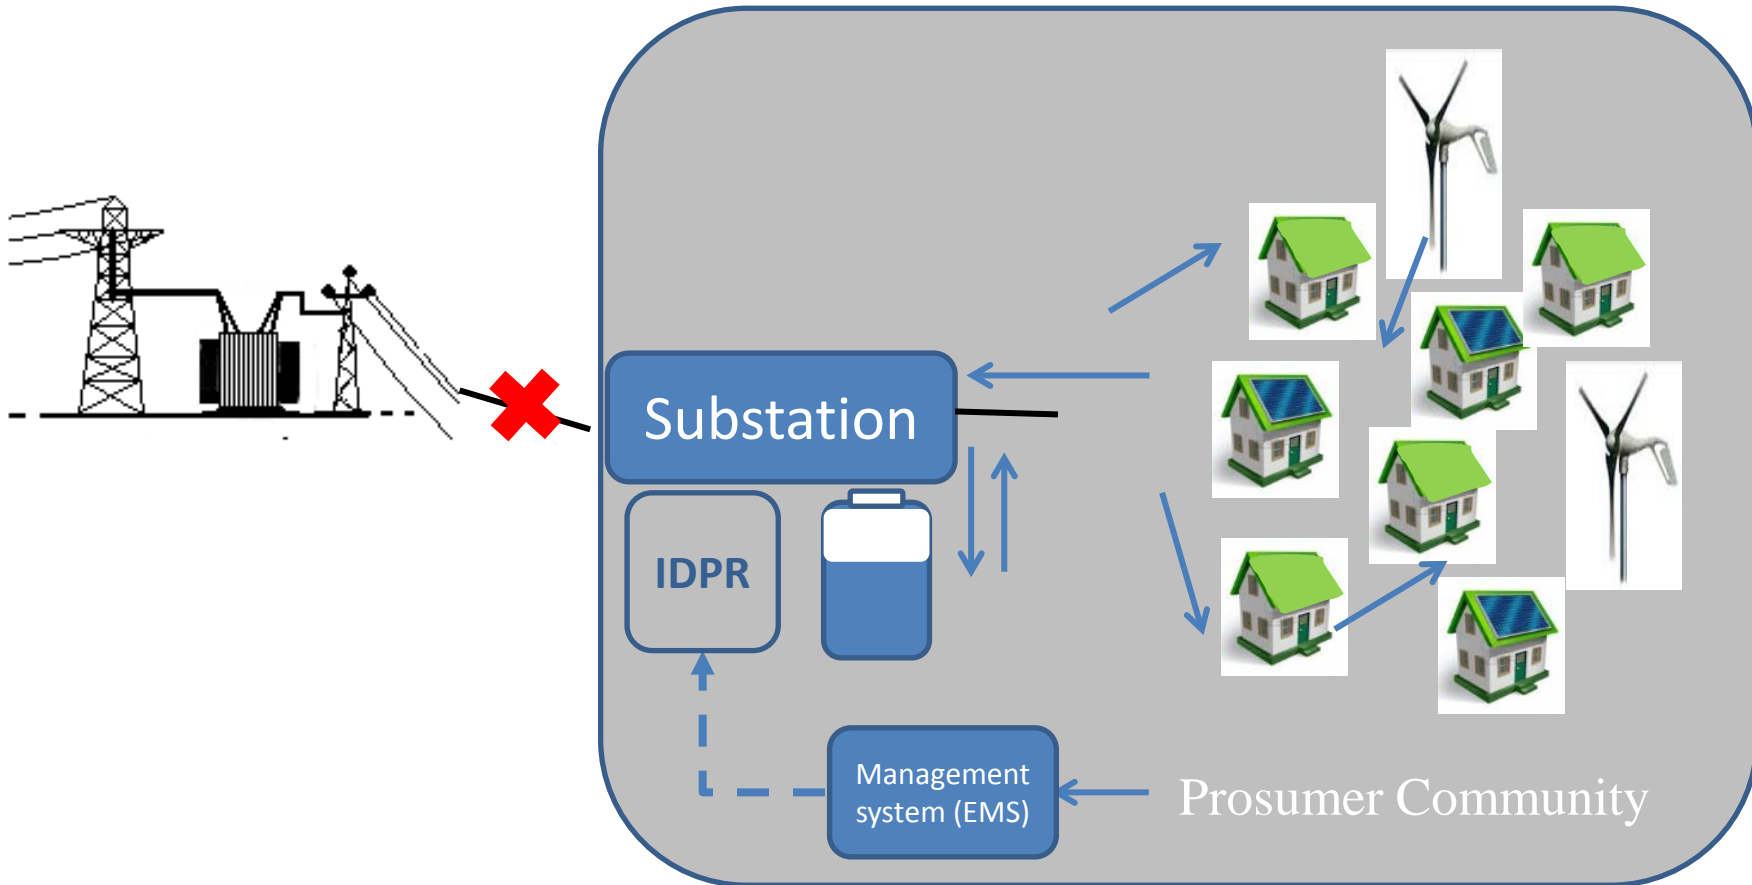 Substation
IDPR
Management
system (EMS)
Prosumer Community